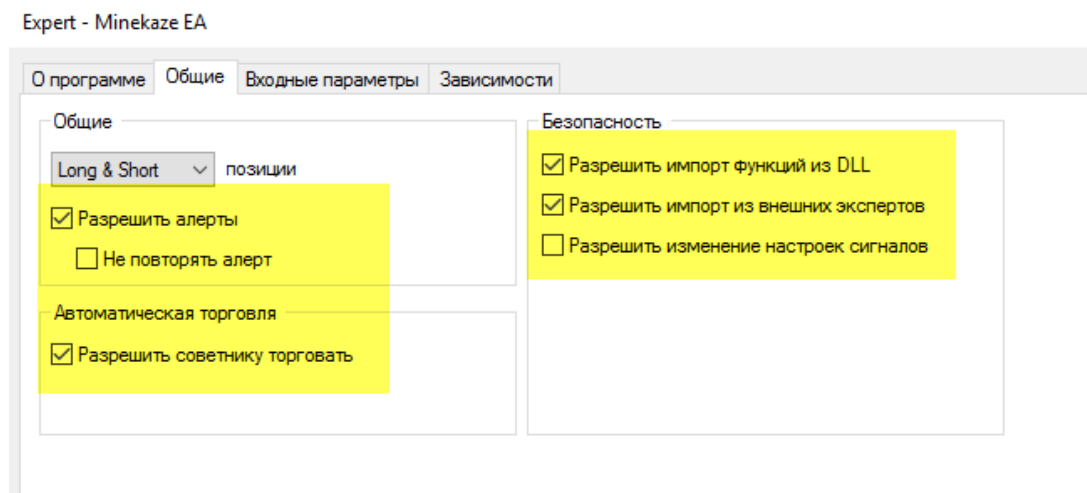 Expert - Minekaze EA
О программе Общие Входные параметры Зависимости
Общие
Long & Short позиции
Разрешить алерты
Не повторять алерт
Автоматическая торговля
Разрешить советнику торговать
Безопасность
Разрешить импорт функций из DLL
Разрешить импорт из внешних экспертов
Разрешить изменение настроек сигналов